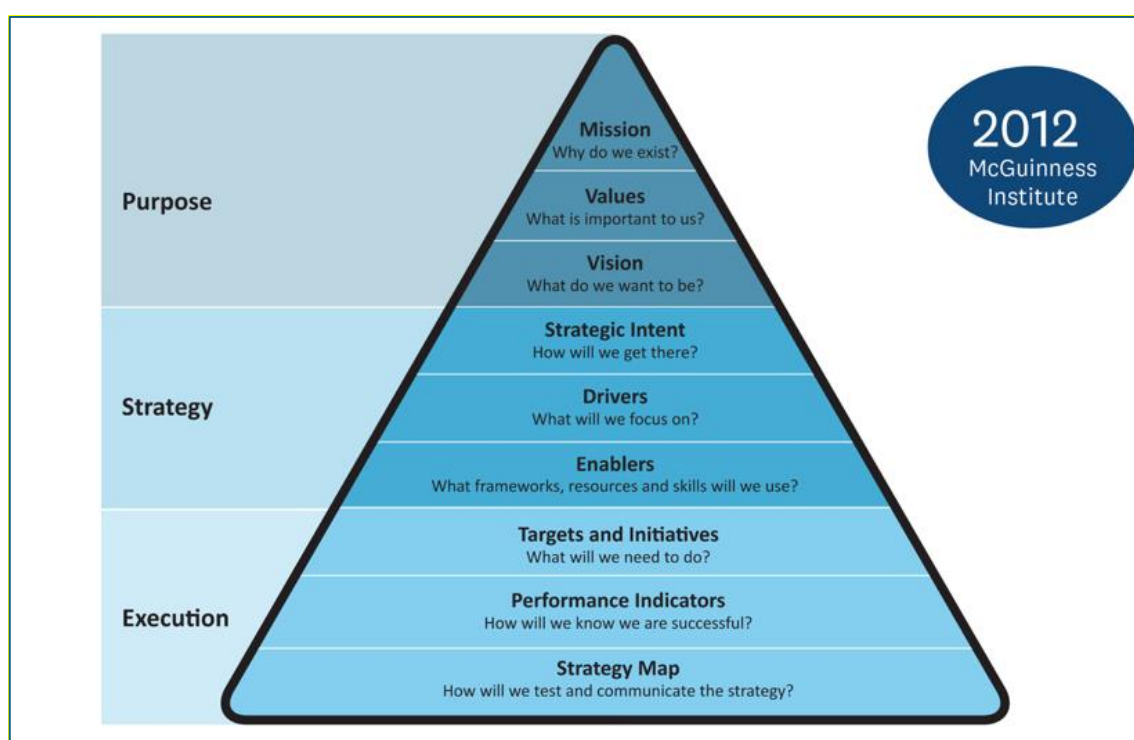 Purpose
Mission
Why do we exist?
Values
What is important to us?
Vision
What do we want to be?
Strategy
Strategic Intent
How will we get there?
Drivers
What will we focus on?
Enablers
What frameworks, resources and skills will we use?
Execution
Targets and Initiatives
What will we need to do?
Performance Indicators
How will we know we are successful?
Strategy Map
How will we test and communicate the strategy?
2012
McGuinness
Institute